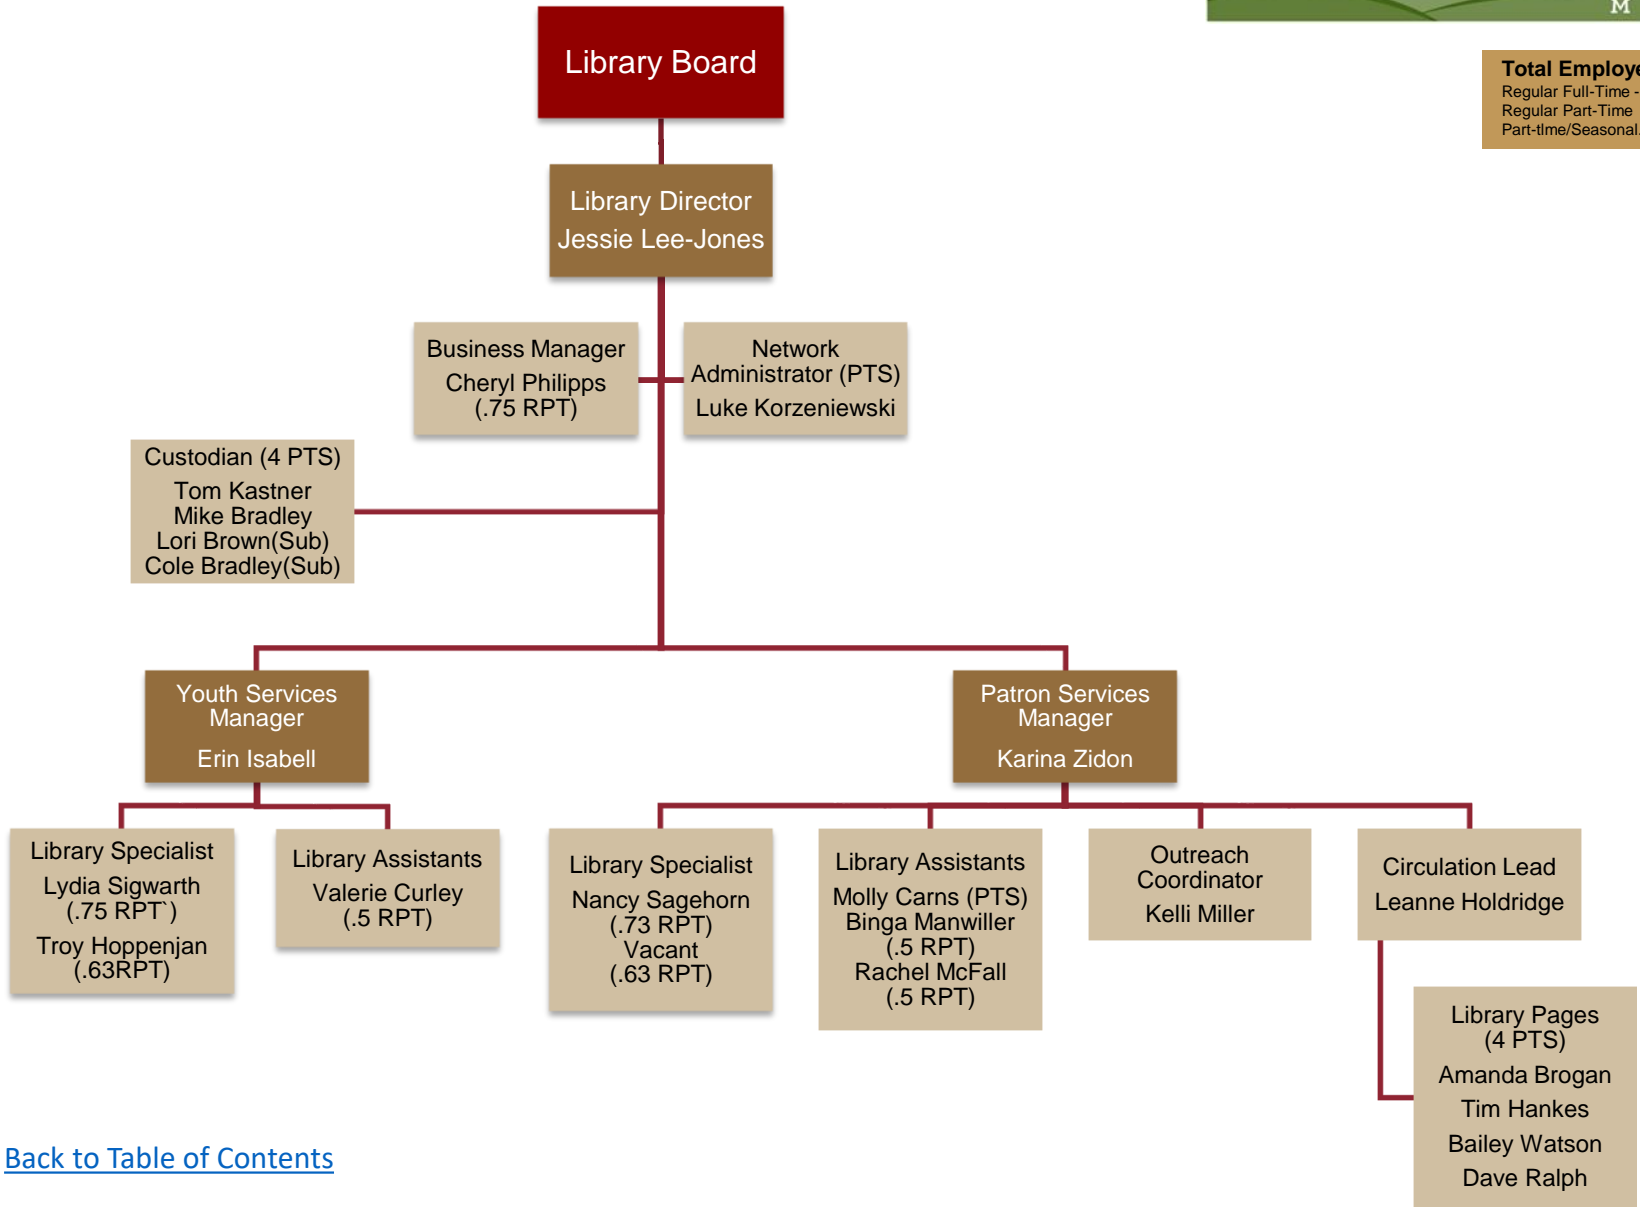 M
Total Employe
Regular Full-Time -
Regular Part-Time
Part-tIme/Seasonal
Library Board
Library Director
Jessie Lee-Jones
Business Manager
Cheryl Philipps
(.75 RPT)
Network
Administrator (PTS)
Luke Korzeniewski
Custodian (4 PTS)
Tom Kastner
Mike Bradley
Lori Brown(Sub)
Cole Bradley(Sub)
Youth Services
Manager
Erin Isabell
Patron Services
Manager
Karina Zidon
Library Specialist
Lydia Sigwarth
(.75 RPT`)
Troy Hoppenjan
(.63RPT)
Library Assistants
Valerie Curley
(.5 RPT)
Library Specialist
Nancy Sagehorn
(.73 RPT)
Vacant
(.63 RPT)
Library Assistants
Molly Carns (PTS)
Binga Manwiller
(.5 RPT)
Rachel McFall
(.5 RPT)
Outreach
Coordinator
Kelli Miller
Circulation Lead
Leanne Holdridge
Library Pages
(4 PTS)
Amanda Brogan
Tim Hankes
Bailey Watson
Dave Ralph
Back to Table of Contents